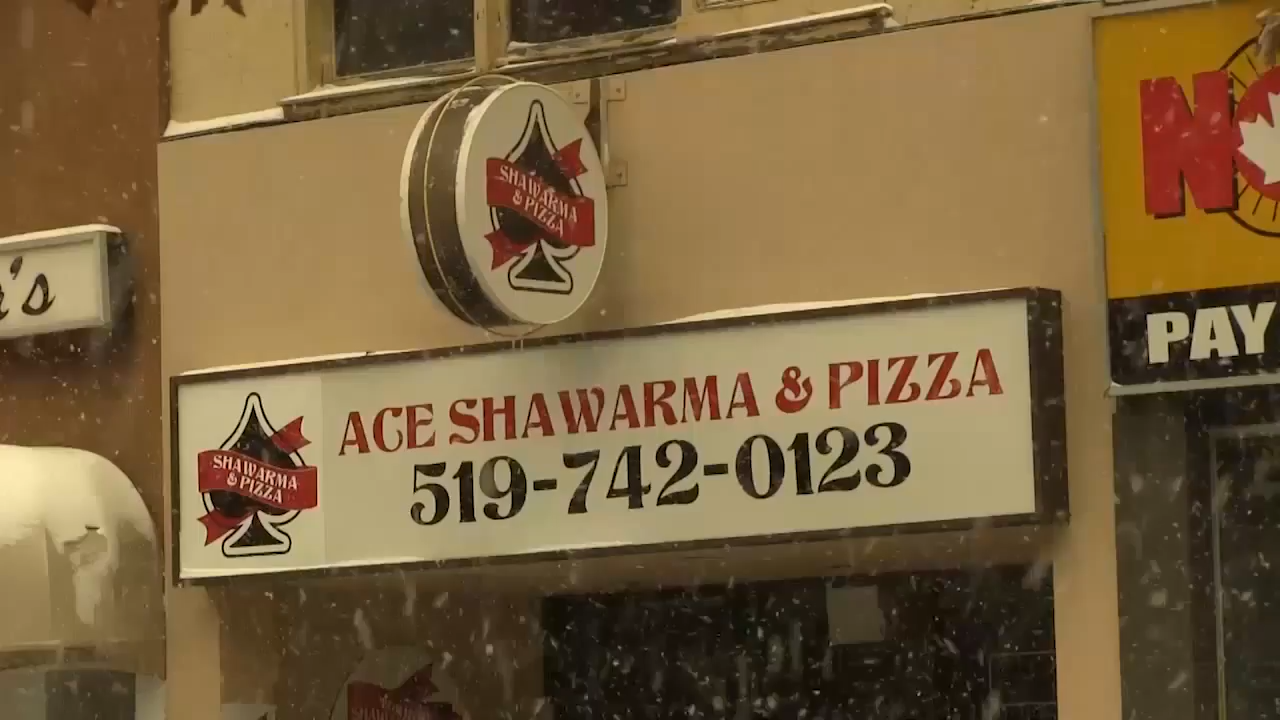 SHAWARMA
& PIZZA
's
PAY
ACE SHAWARMA & PIZZA
519-742-0123
SHAWARMA
& PIZZA